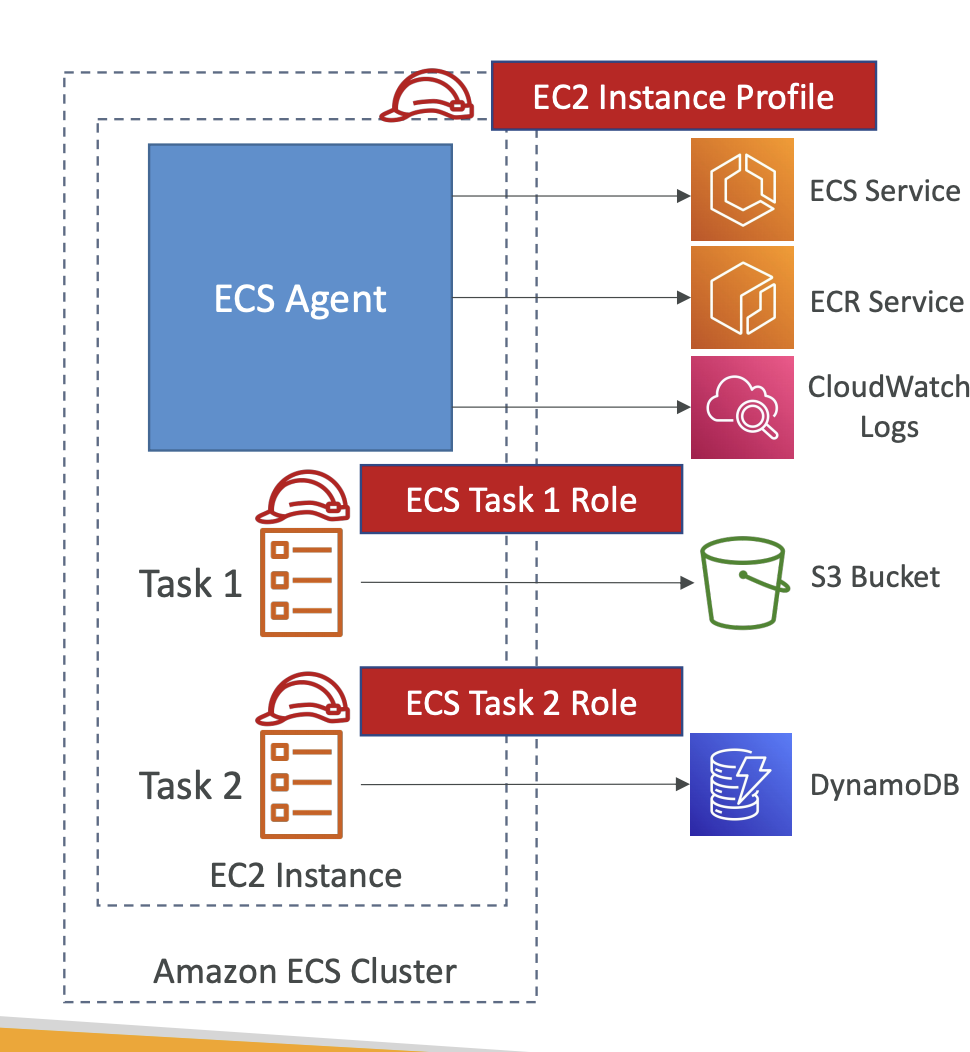 EC2 Instance Profile
ECS Agent
ECS Service
ECR Service
CloudWatch
Logs
ECS Task 1 Role
Task 1
S3 Bucket
ECS Task 2 Role
Task 2
DynamoDB
EC2 Instance
Amazon ECS Cluster